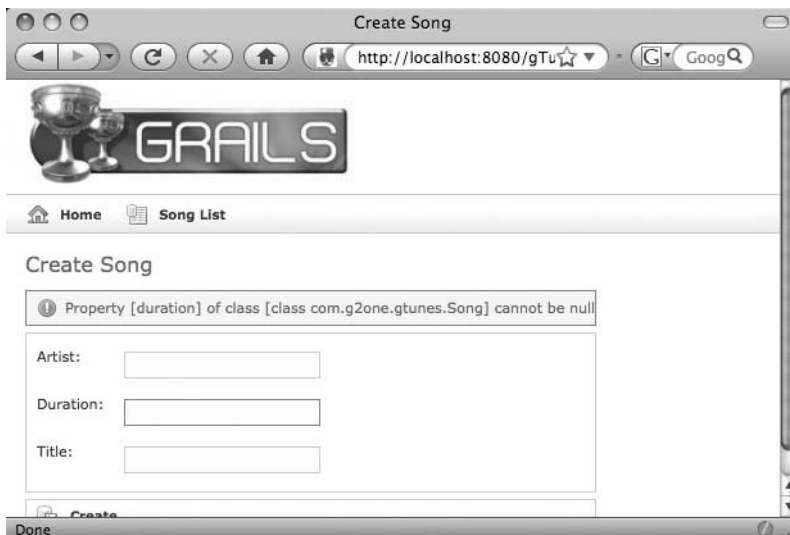 Create Song
http://localhost:8080/gTu
G Goog
GRAILS
Home Song List
Create Song
Property [duration] of class [class com.g2one.gtunes.Song] cannot be null
Artist:
Duration:
Title:
Create
Done